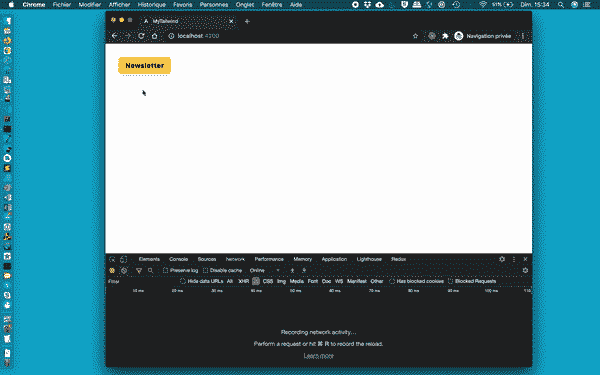 Chrome Fichier Modifier Afficher Historique Favoris Personnes Onglet Fenêtre Aide 51% Dim. 15:34
MyTailwind
localhost:4200 Navigation privée
Newsletter
Elements Console Sources Network Performance Memory Application Lighthouse Redux
Preserve log Disable cache Online
Filter Hide data URLs All XHR JS CSS Img Media Font Doc WS Manifest Other Has blocked cookies Blocked Requests
10 ms 20 ms 30 ms 40 ms 50 ms 60 ms 70 ms 80 ms 90 ms 100 ms 110
Recording network activity…
Perform a request or hit ⌘ R to record the reload.
Learn more